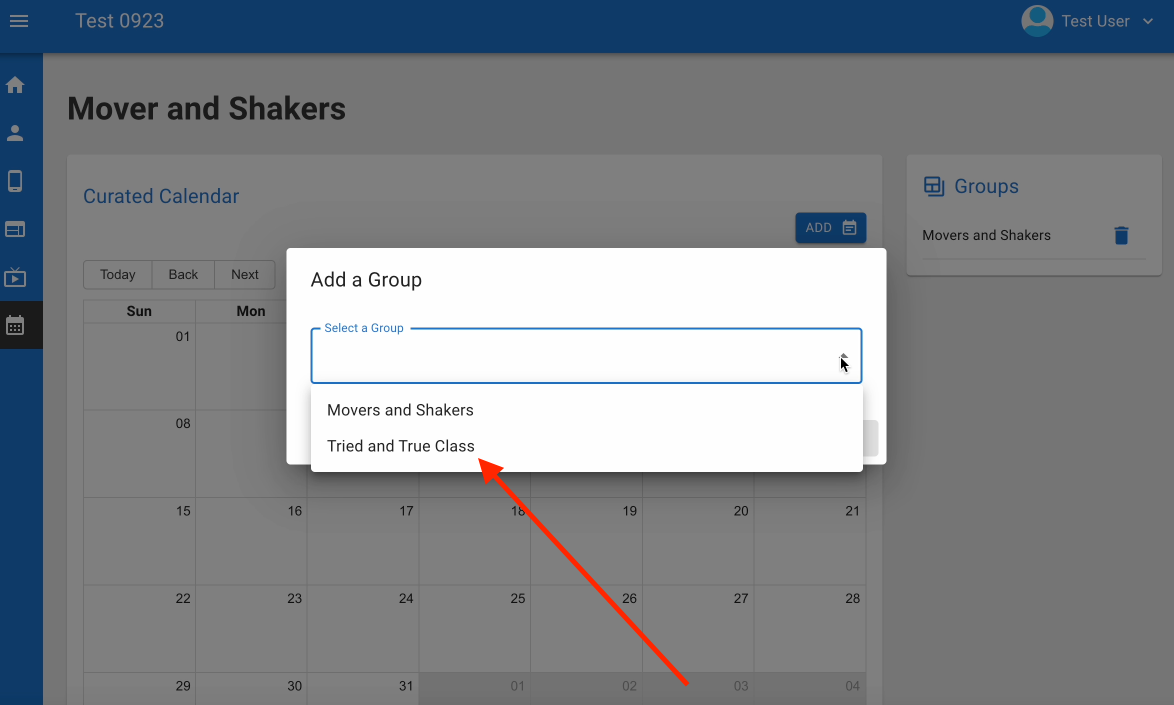 Test 0923
Test User
Mover and Shakers
Curated Calendar
ADD
Groups
Movers and Shakers
Today Back Next
Sun Mon
Add a Group
Select a Group
Movers and Shakers
Tried and True Class
01
08
15 16 17 18 19 20 21
22 23 24 25 26 27 28
29 30 31 01 02 03 04